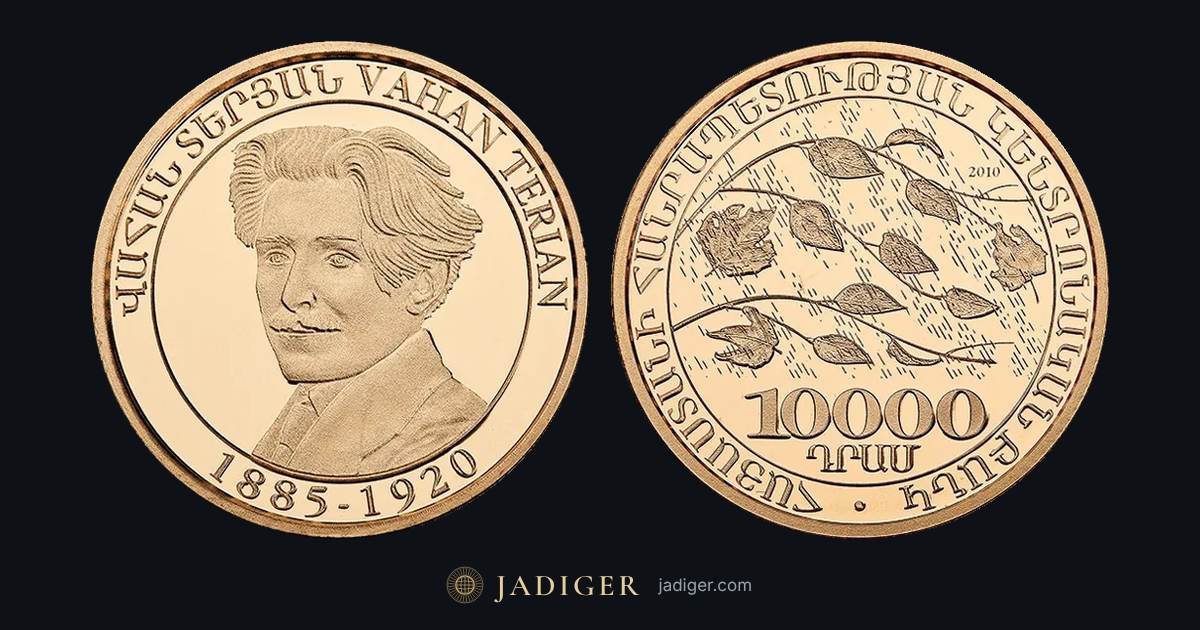 ՎԱՀԱՆ ՏԵՐՅԱՆ VAHAN TERIAN
1885-1920
ՀԱՅԱՍՏԱՆԻ ՀԱՆՐԱՊԵՏՈՒԹՅԱՆ ԿԵՆՏՐՈՆԱԿԱՆ ԲԱՆԿ
2010
10000
ԴՐԱՄ
JADIGER jadiger.com